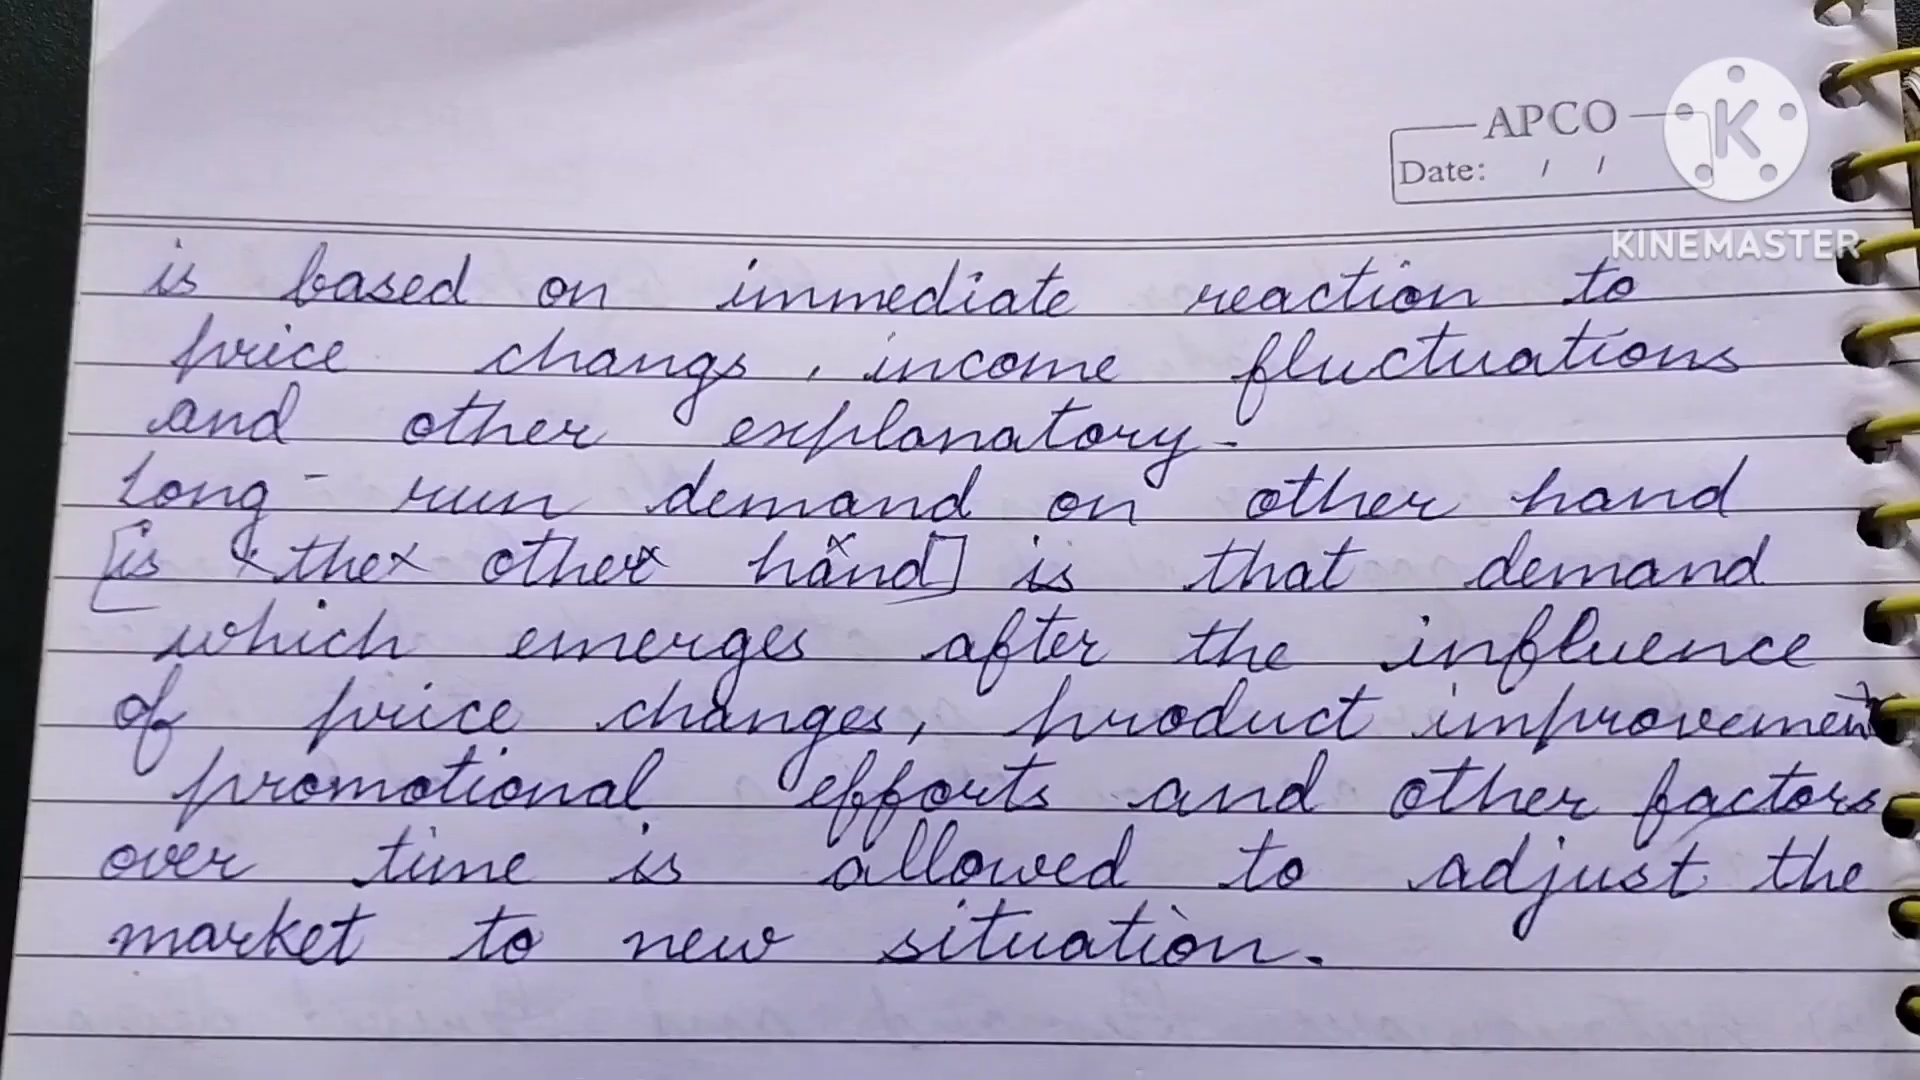 APCO
Date: / /
KINEMASTER
is based on immediate reaction to
price changs, income fluctuations
and other explanatory.
Long-run demand on other hand
[is the other hand] is that demand
which emerges after the influence
of price changes, product improvement
promotional efforts and other factors
over time is allowed to adjust the
market to new situation.